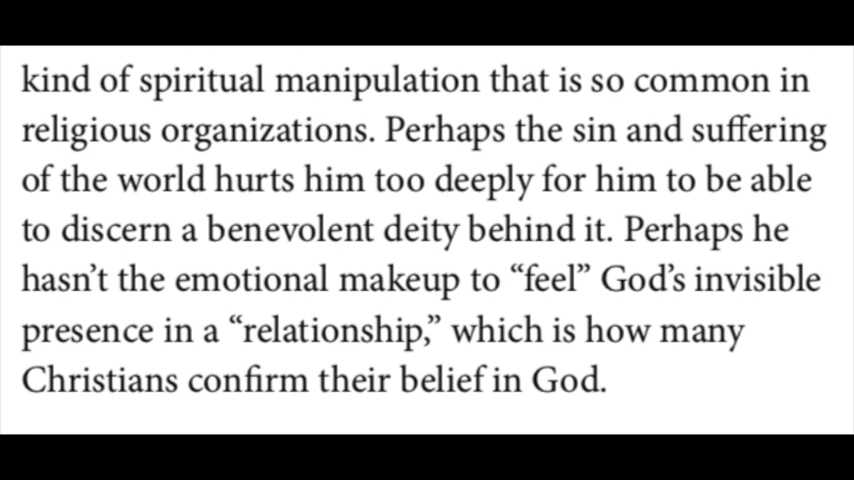 kind of spiritual manipulation that is so common in
religious organizations. Perhaps the sin and suffering
of the world hurts him too deeply for him to be able
to discern a benevolent deity behind it. Perhaps he
hasn’t the emotional makeup to “feel” God’s invisible
presence in a “relationship,” which is how many
Christians confirm their belief in God.